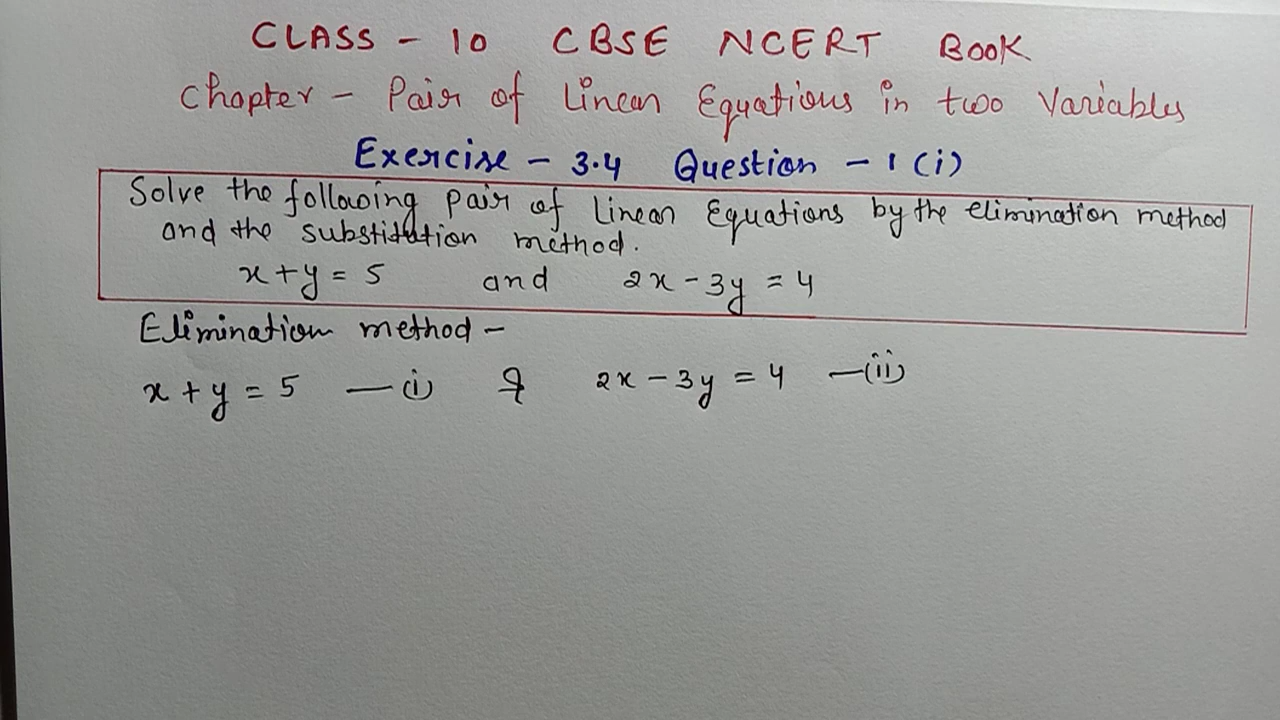 CLASS - 10 CBSE NCERT Book
Chapter - Pair of Linear Equations in two Variables
Exercise - 3.4 Question - 1 (i)
Solve the following pair of Linear Equations by the elimination method
and the substitution method.
x + y = 5 and 2x - 3y = 4
Elimination method -
x + y = 5 —(i) & 2x - 3y = 4 —(ii)